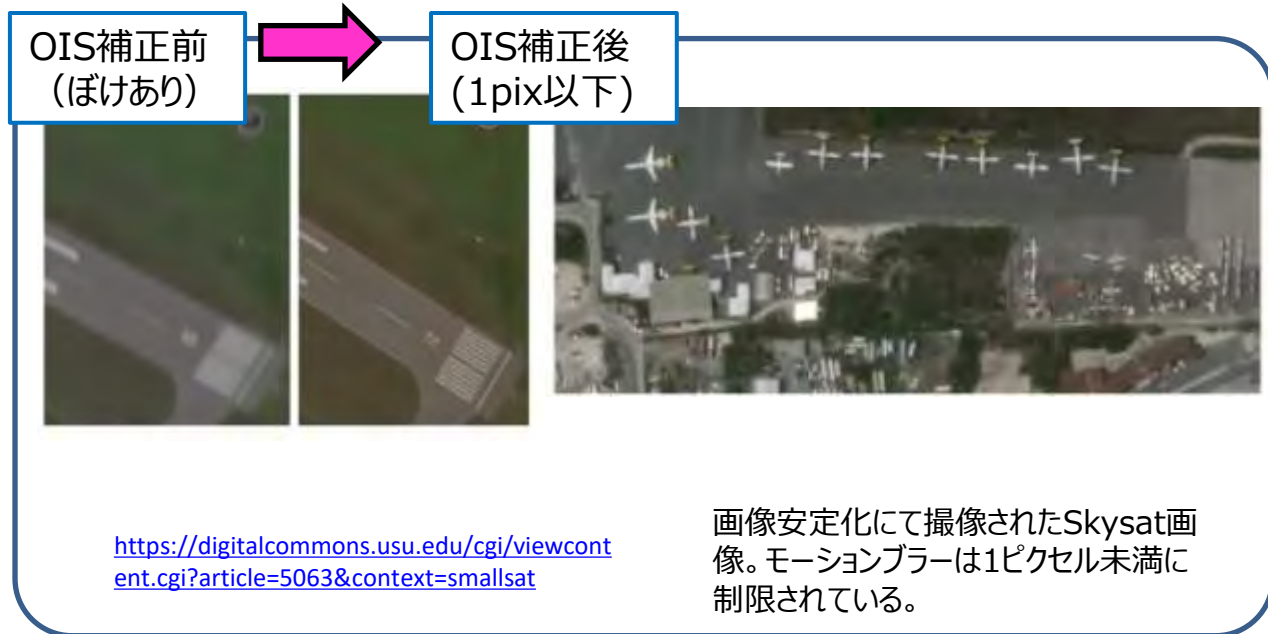 OIS補正前
（ぼけあり）
OIS補正後
(1pix以下)
https://digitalcommons.usu.edu/cgi/viewcont
ent.cgi?article=5063&context=smallsat
画像安定化にて撮像されたSkysat画
像。モーションブラーは1ピクセル未満に
制限されている。